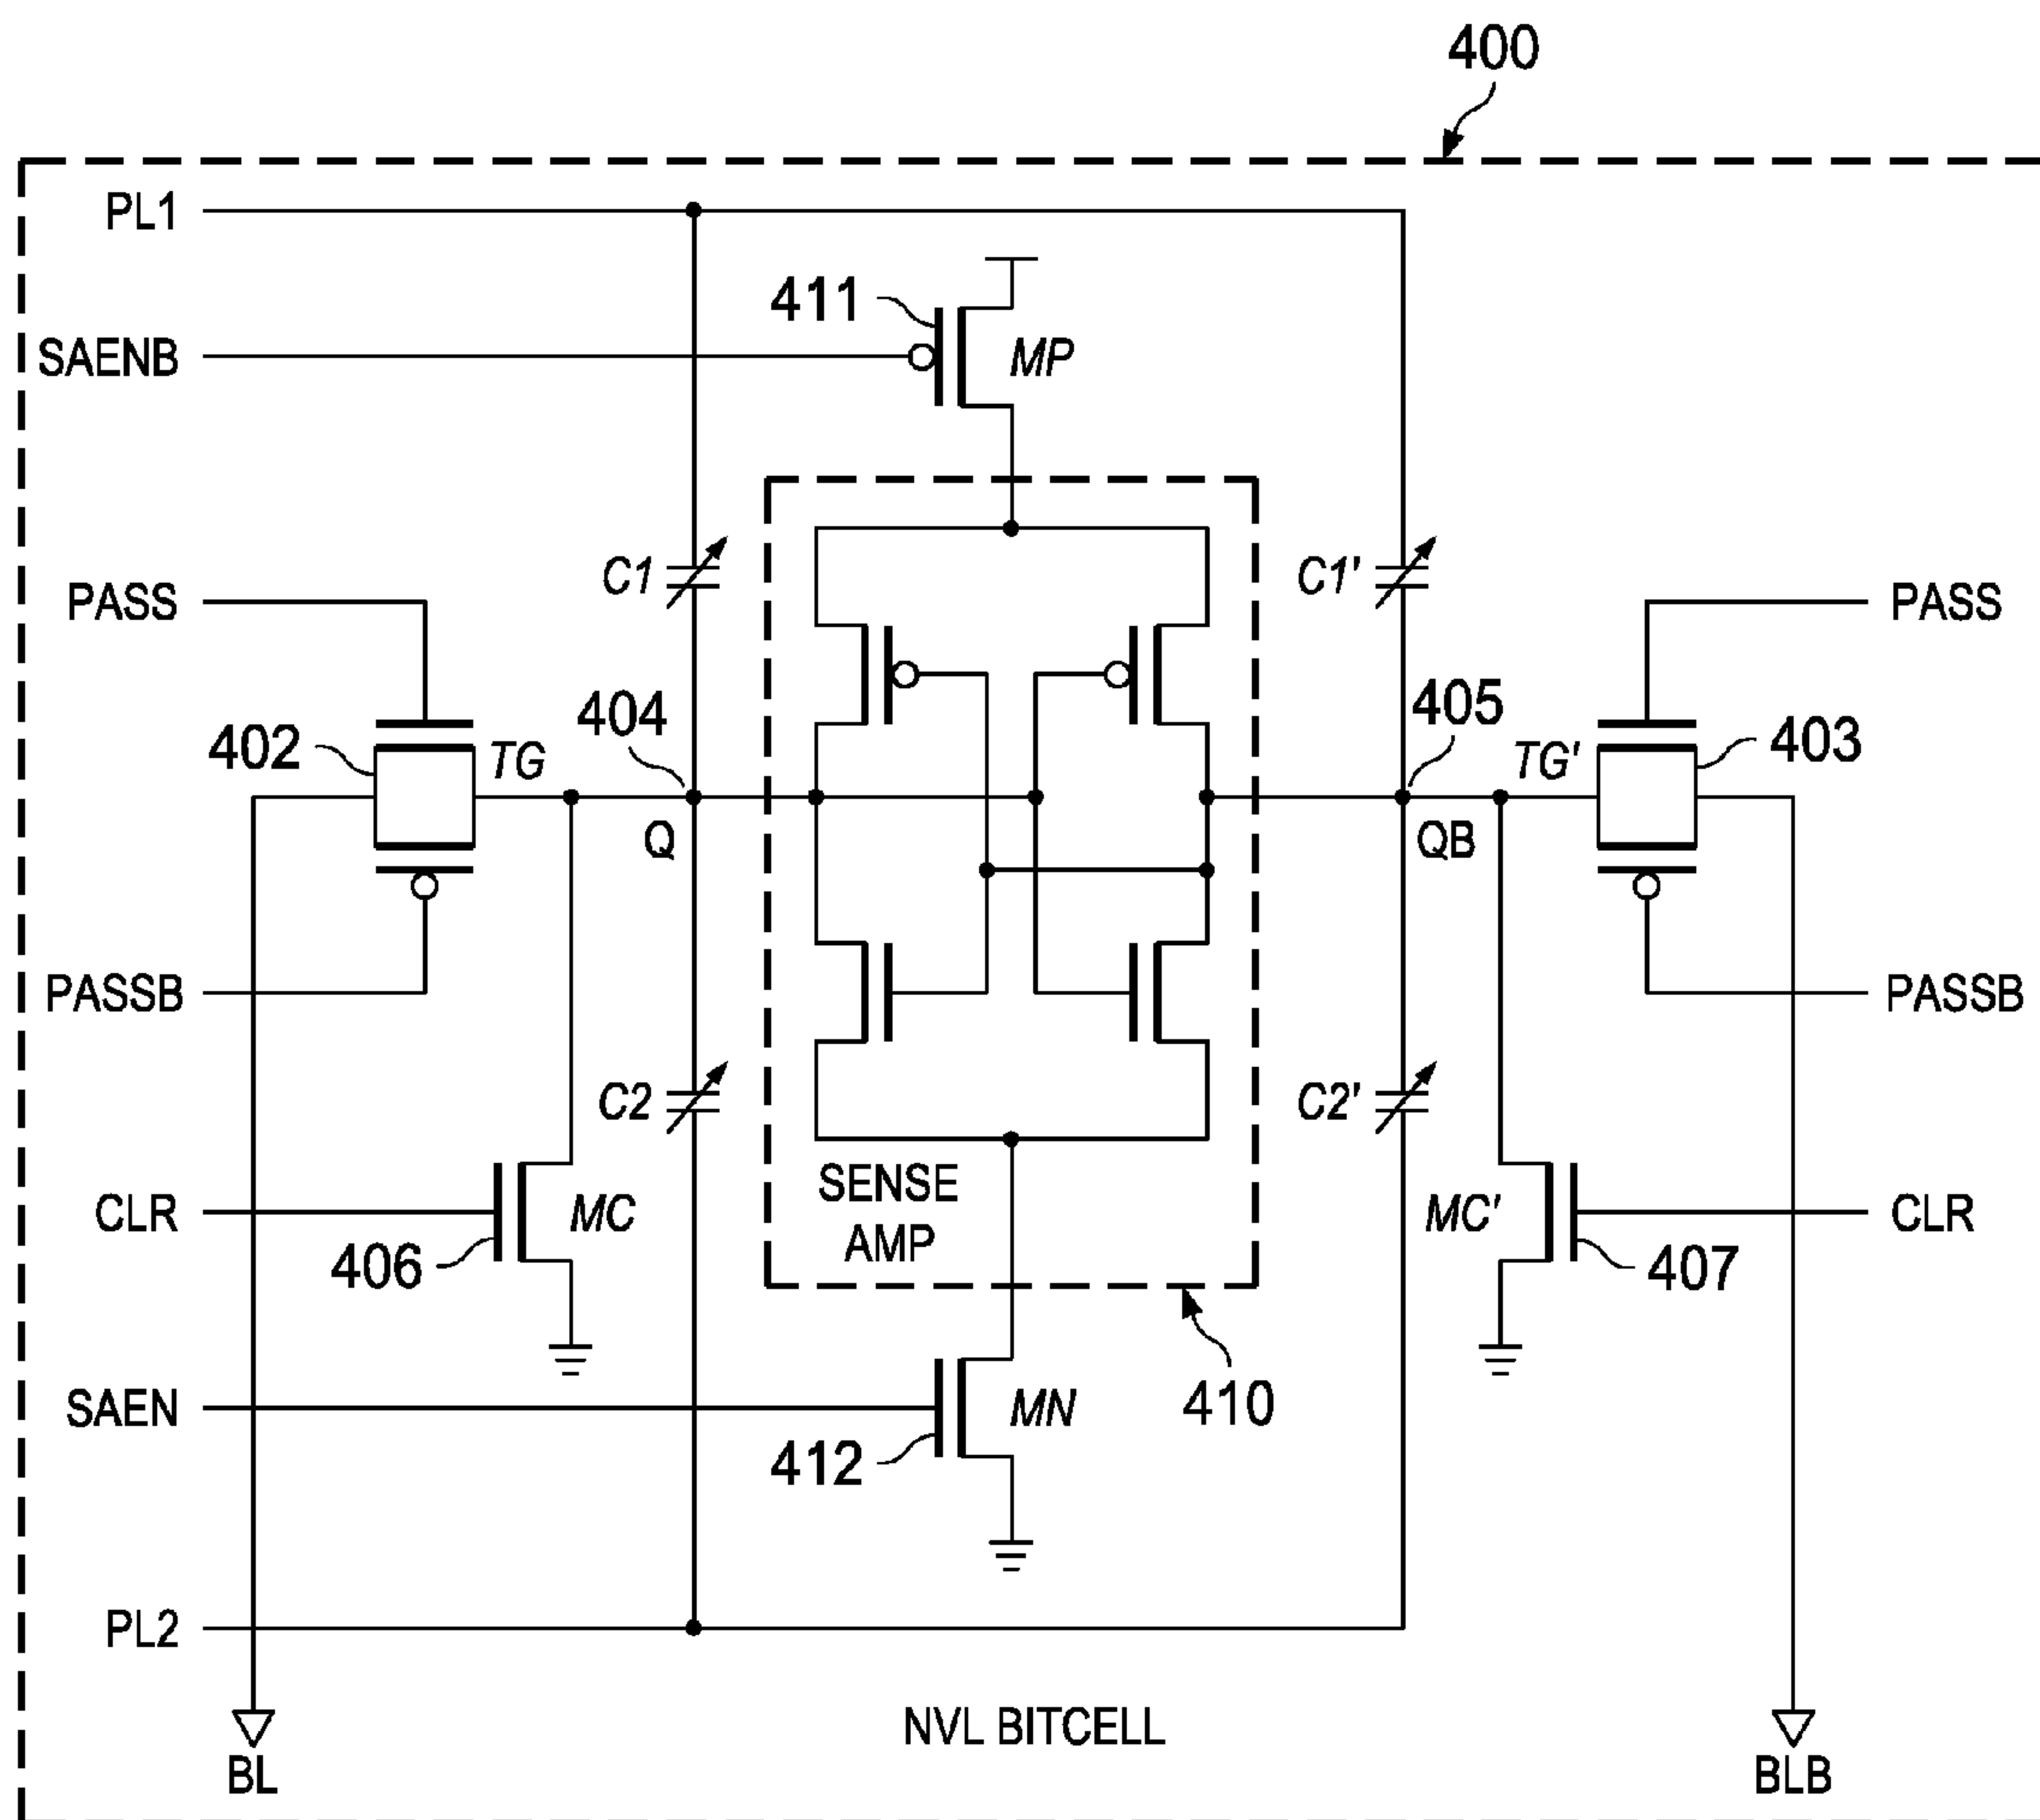 400
PL1
411
SAENB
MP
C1
C1'
PASS
PASS
404
405
402
TG
TG'
403
Q
QB
PASSB
PASSB
C2
C2'
SENSE
AMP
CLR
MC
MC'
CLR
406
407
SAEN
MN
410
412
PL2
NVL BITCELL
BL
BLB